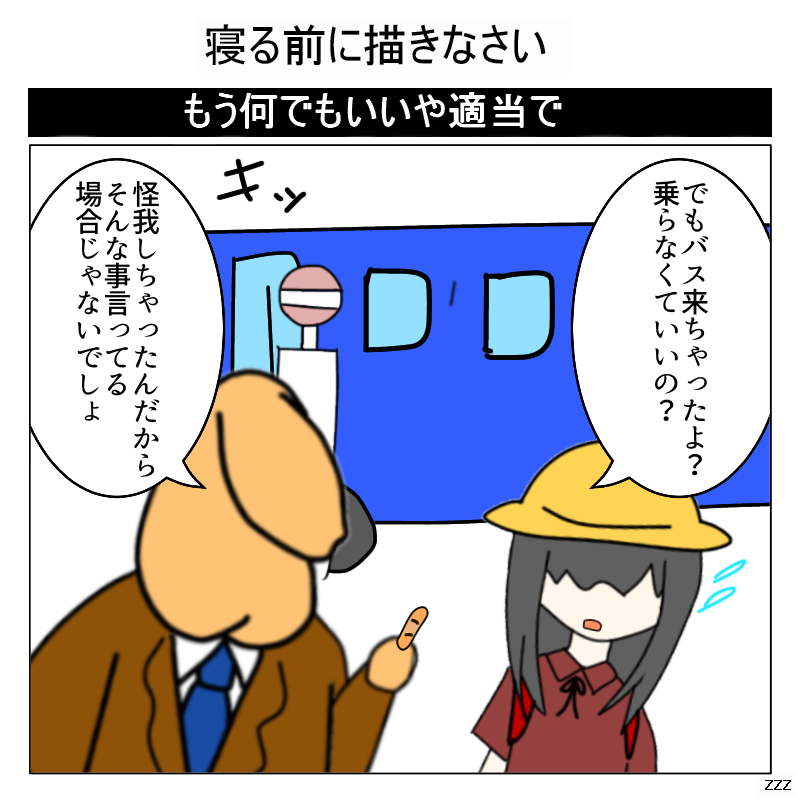 寝る前に描きなさい
もう何でもいいや適当で
キッ
でもバス来ちゃったよ?
乗らなくていいの?
怪我しちゃったんだから
そんな事言ってる
場合じゃないでしょ
zzz